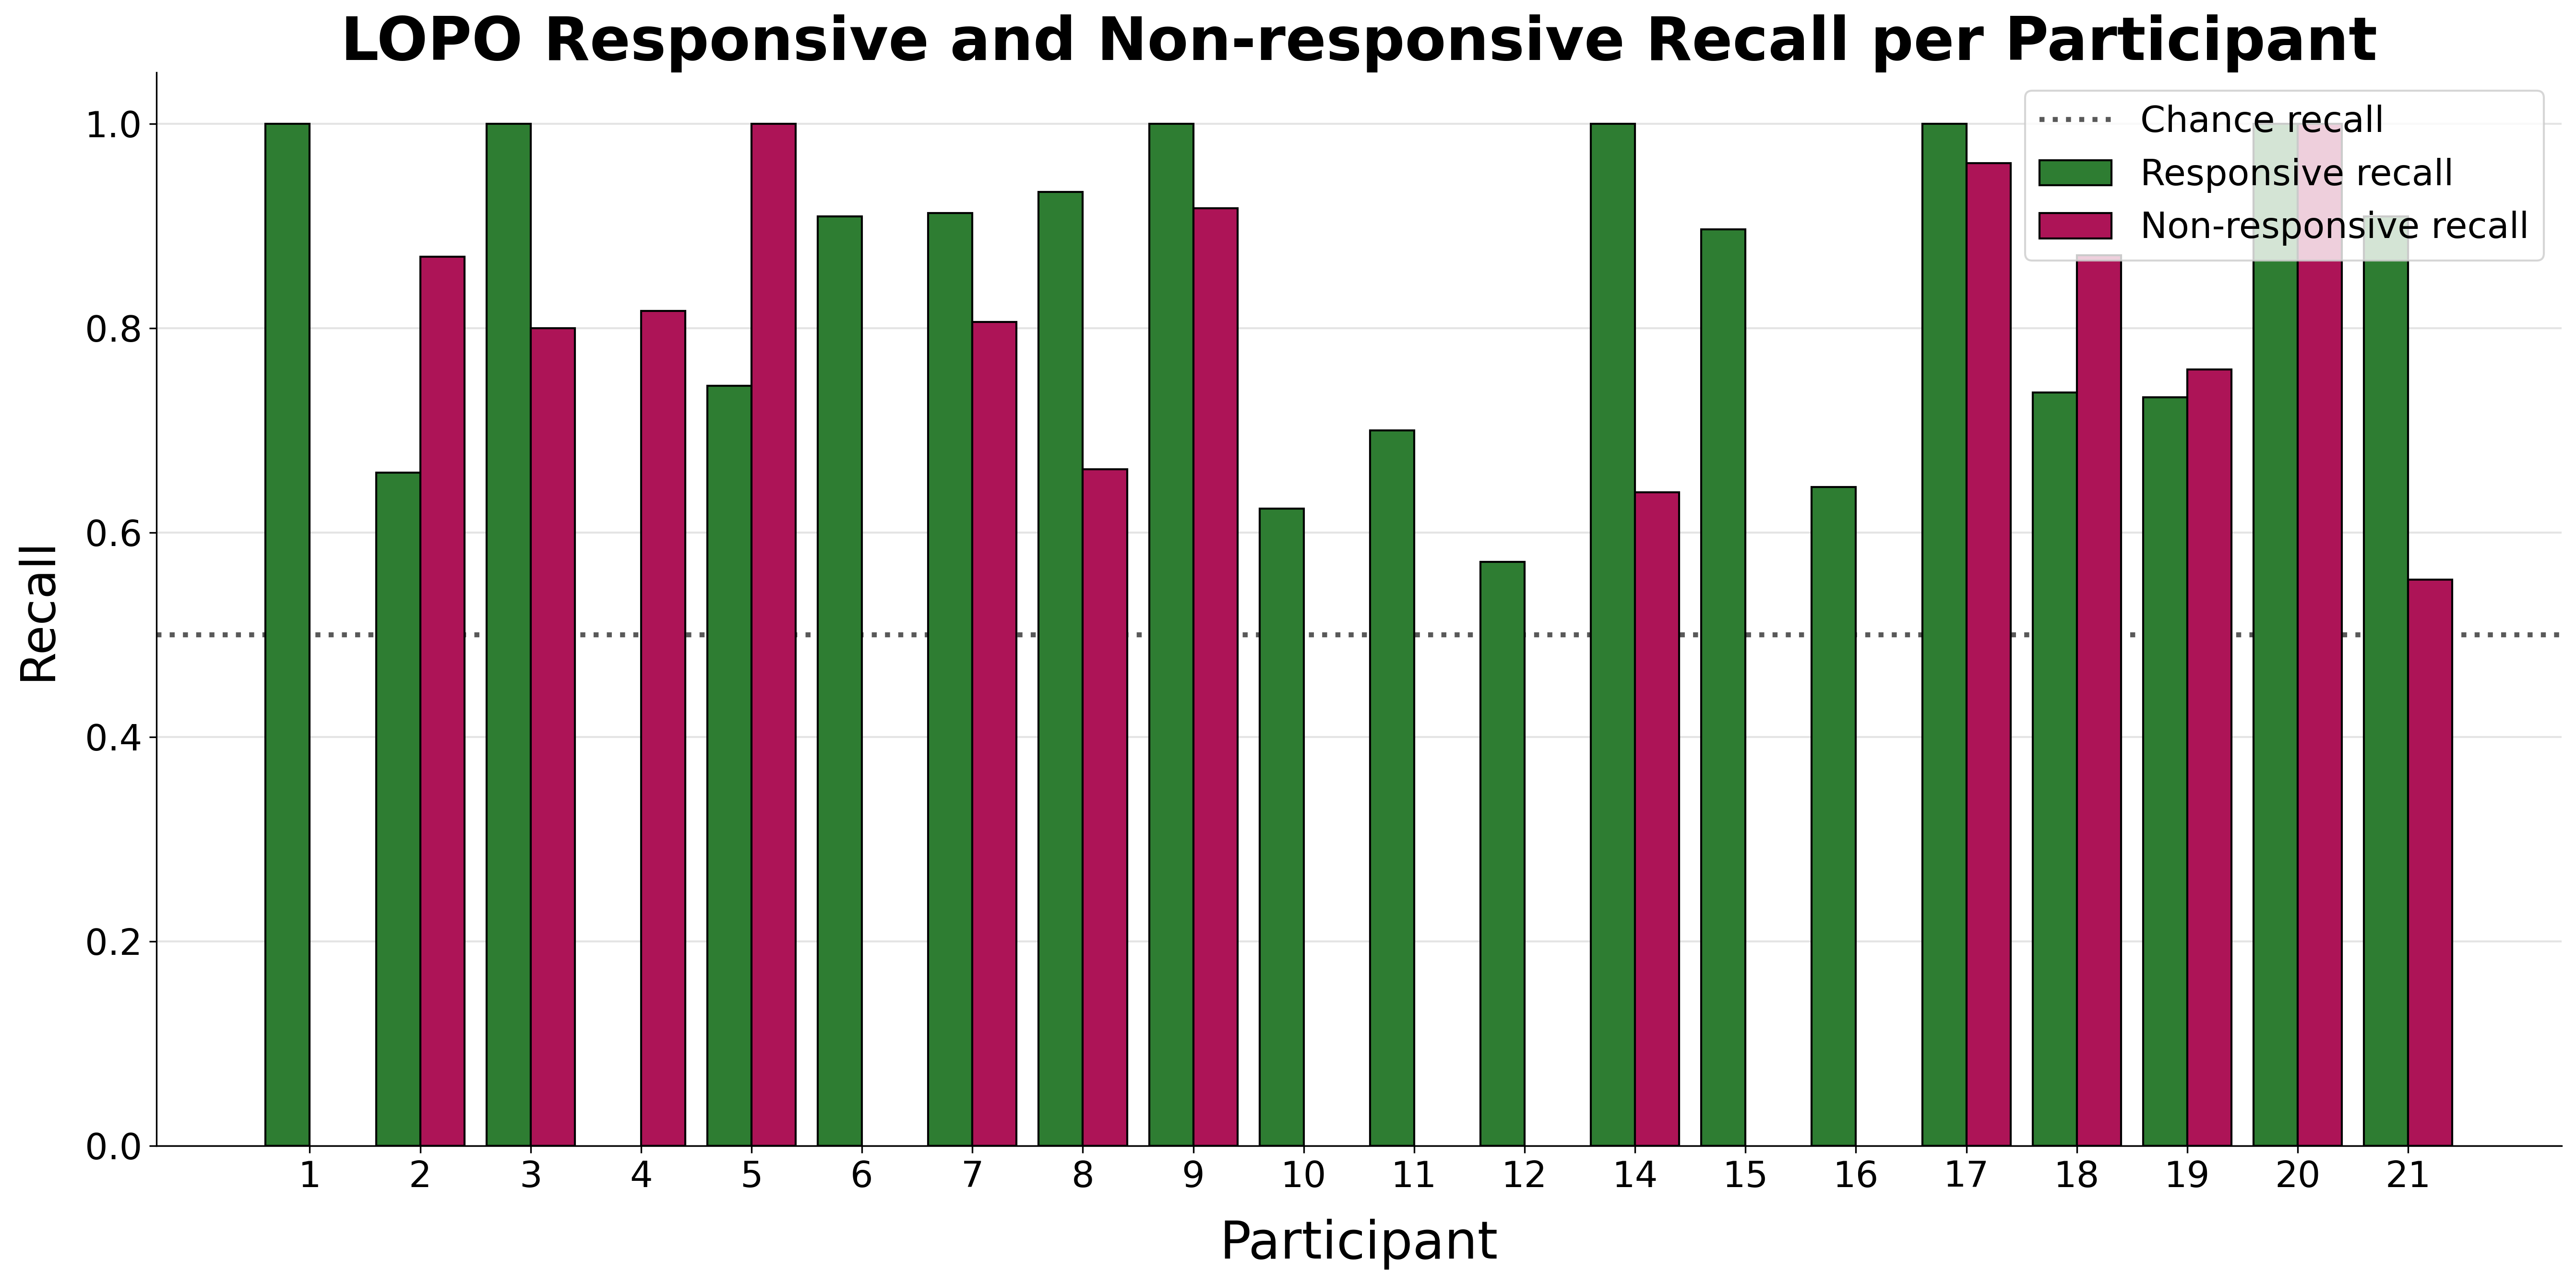 LOPO Responsive and Non-responsive Recall per Participant
Chance recall
Responsive recall
Non-responsive recall
1.0
0.8
0.6
0.4
0.2
0.0
Recall
1 2 3 4 5 6 7 8 9 10 11 12 14 15 16 17 18 19 20 21
Participant